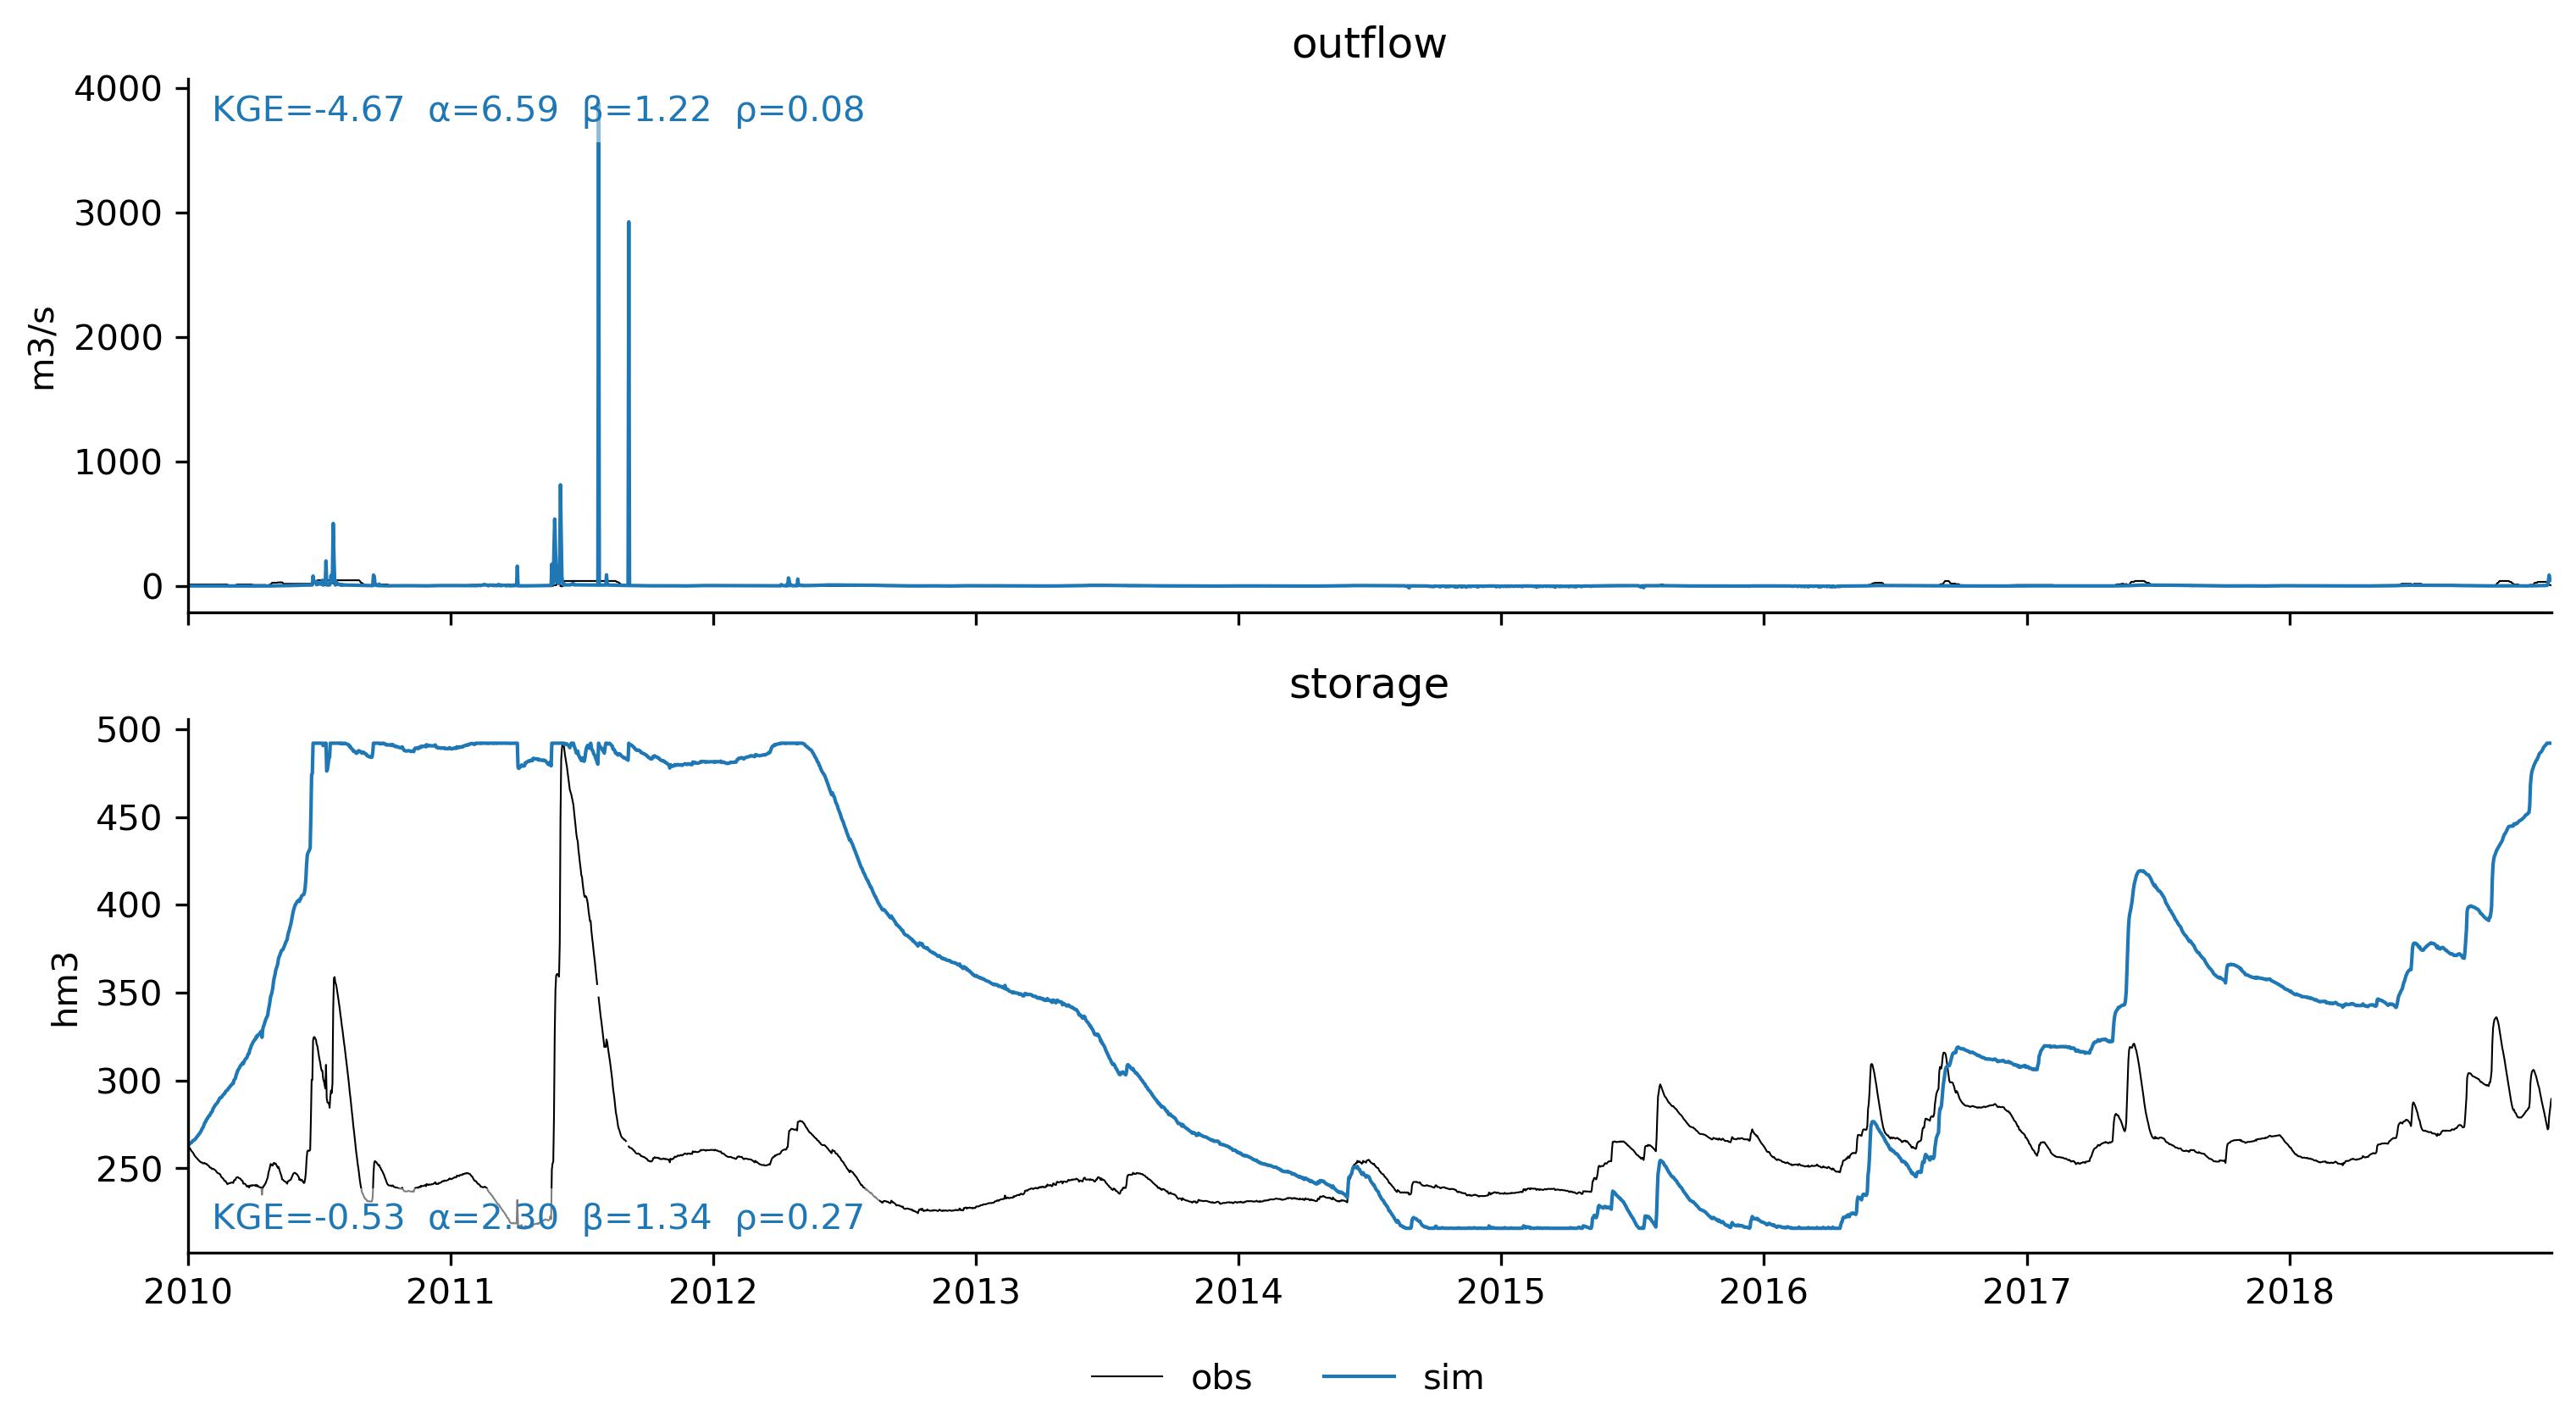 outflow
KGE=-4.67 α=6.59 β=1.22 ρ=0.08
m3/s
4000
3000
2000
1000
0
storage
hm3
500
450
400
350
300
250
KGE=-0.53 α=2.30 β=1.34 ρ=0.27
2010 2011 2012 2013 2014 2015 2016 2017 2018
obs sim